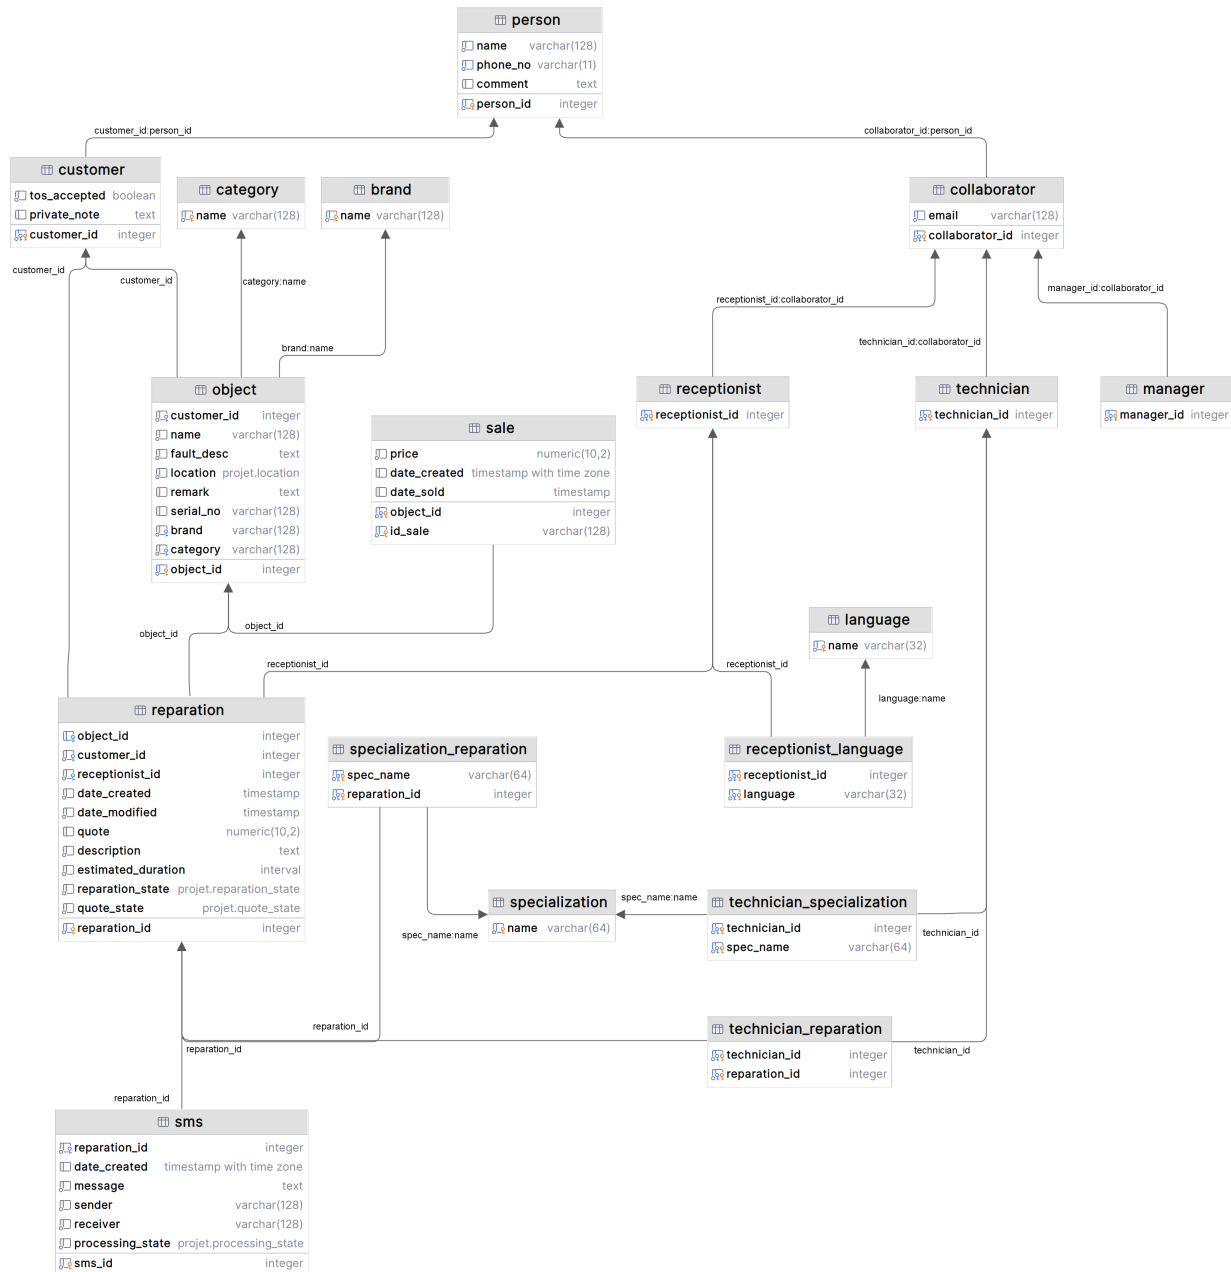 person
name varchar(128)
phone_no varchar(11)
comment text
person_id integer
customer_id:person_id
collaborator_id:person_id
customer
tos_accepted boolean
private_note text
customer_id integer
category
name varchar(128)
brand
name varchar(128)
collaborator
email varchar(128)
collaborator_id integer
customer_id
customer_id
category:name
brand:name
receptionist_id:collaborator_id
technician_id:collaborator_id
manager_id:collaborator_id
object
customer_id integer
name varchar(128)
fault_desc text
location projet.location
remark text
serial_no varchar(128)
brand varchar(128)
category varchar(128)
object_id integer
sale
price numeric(10,2)
date_created timestamp with time zone
date_sold timestamp
object_id integer
id_sale varchar(128)
receptionist
receptionist_id integer
technician
technician_id integer
manager
manager_id integer
object_id
object_id
receptionist_id
receptionist_id
language
name varchar(32)
language:name
reparation
object_id integer
customer_id integer
receptionist_id integer
date_created timestamp
date_modified timestamp
quote numeric(10,2)
description text
estimated_duration interval
reparation_state projet.reparation_state
quote_state projet.quote_state
reparation_id integer
specialization_reparation
spec_name varchar(64)
reparation_id integer
receptionist_language
receptionist_id integer
language varchar(32)
specialization
name varchar(64)
spec_name:name
spec_name:name
technician_specialization
technician_id integer
spec_name varchar(64)
technician_id
technician_reparation
technician_id integer
reparation_id integer
technician_id
reparation_id
reparation_id
reparation_id
sms
reparation_id integer
date_created timestamp with time zone
message text
sender varchar(128)
receiver varchar(128)
processing_state projet.processing_state
sms_id integer